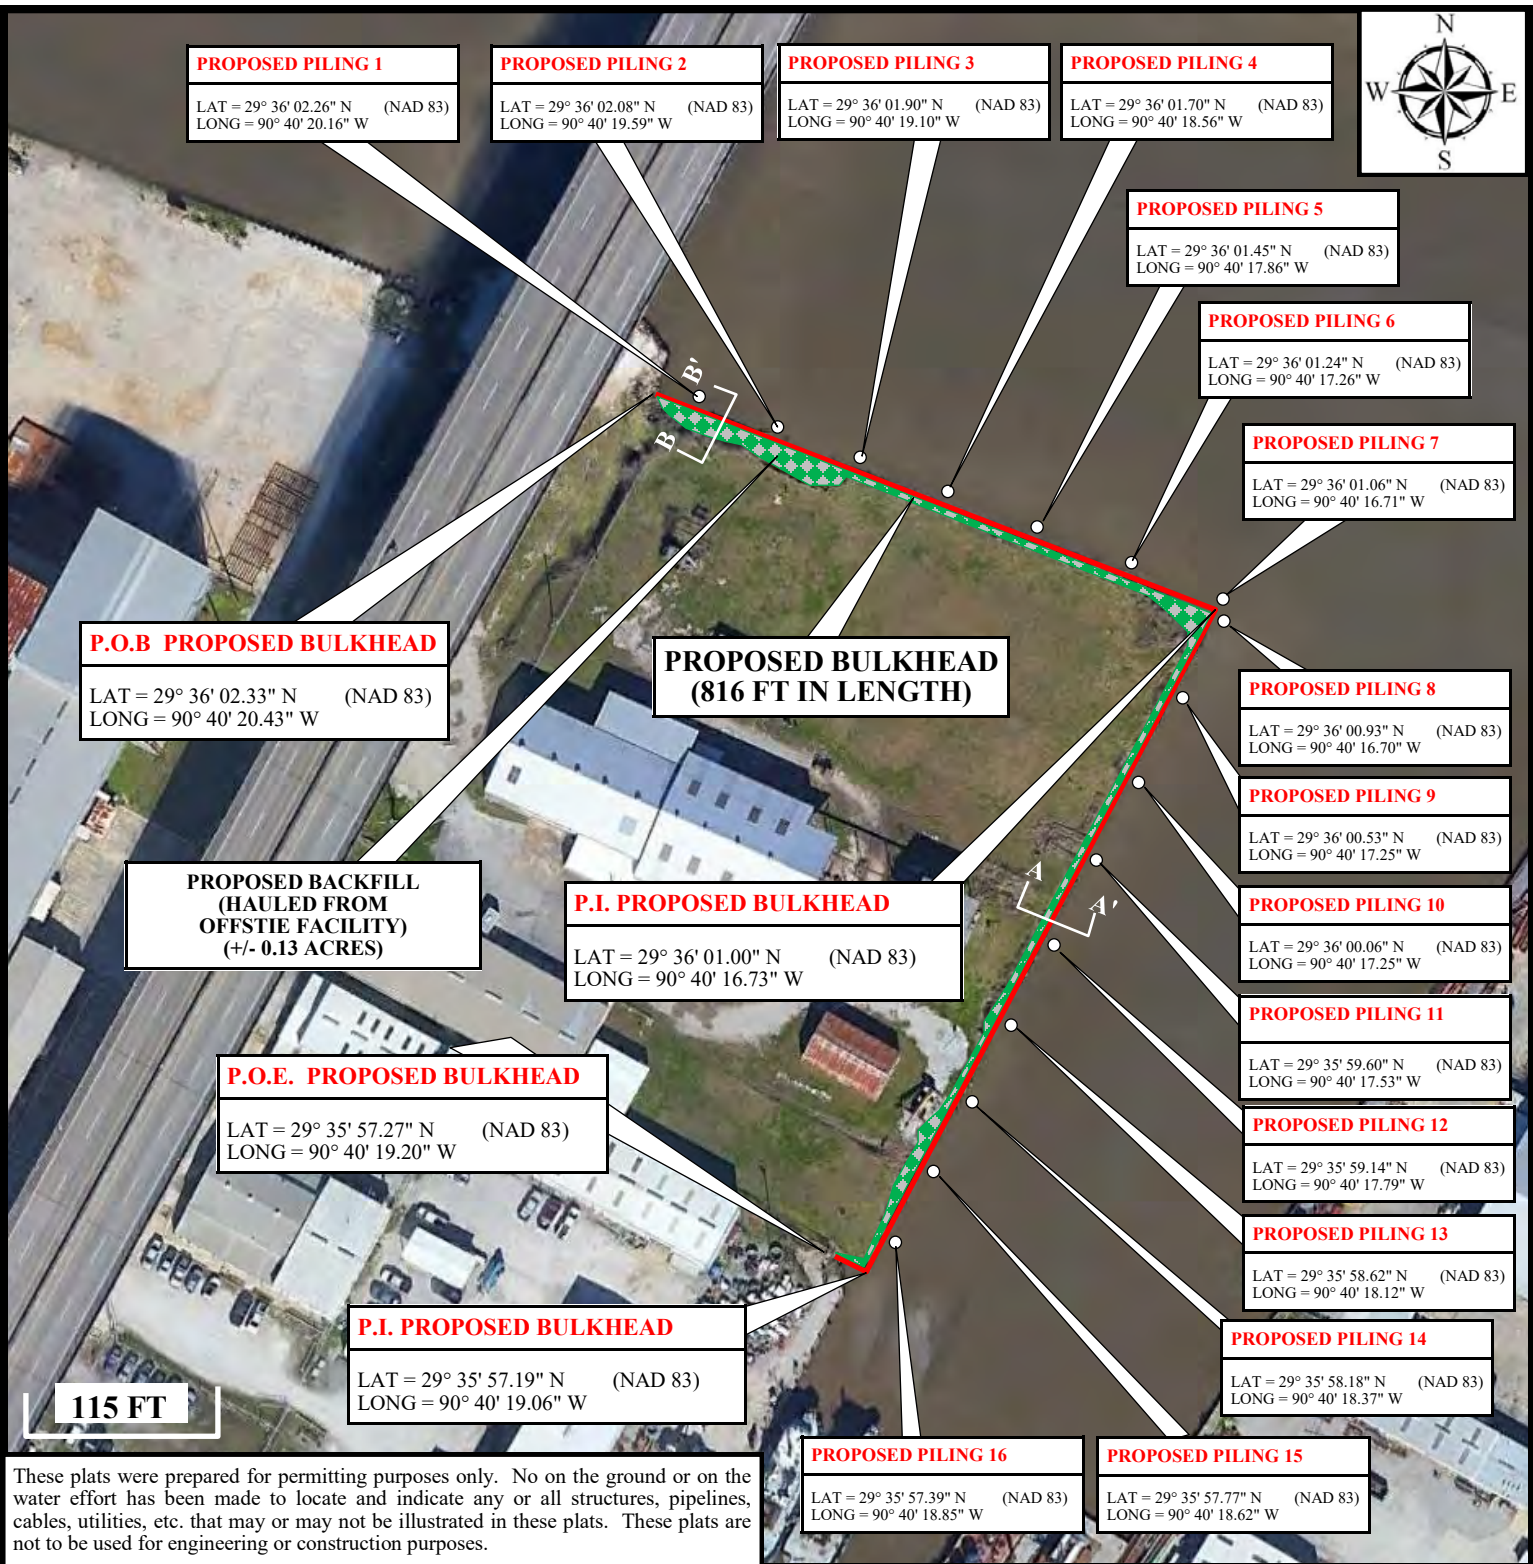 N
W
E
S
PROPOSED PILING 1
LAT = 29° 36' 02.26" N (NAD 83)
LONG = 90° 40' 20.16" W
PROPOSED PILING 2
LAT = 29° 36' 02.08" N (NAD 83)
LONG = 90° 40' 19.59" W
PROPOSED PILING 3
LAT = 29° 36' 01.90" N (NAD 83)
LONG = 90° 40' 19.10" W
PROPOSED PILING 4
LAT = 29° 36' 01.70" N (NAD 83)
LONG = 90° 40' 18.56" W
PROPOSED PILING 5
LAT = 29° 36' 01.45" N (NAD 83)
LONG = 90° 40' 17.86" W
PROPOSED PILING 6
LAT = 29° 36' 01.24" N (NAD 83)
LONG = 90° 40' 17.26" W
PROPOSED PILING 7
LAT = 29° 36' 01.06" N (NAD 83)
LONG = 90° 40' 16.71" W
B'
B
P.O.B PROPOSED BULKHEAD
LAT = 29° 36' 02.33" N (NAD 83)
LONG = 90° 40' 20.43" W
PROPOSED BULKHEAD
(816 FT IN LENGTH)
PROPOSED PILING 8
LAT = 29° 36' 00.93" N (NAD 83)
LONG = 90° 40' 16.70" W
PROPOSED PILING 9
LAT = 29° 36' 00.53" N (NAD 83)
LONG = 90° 40' 17.25" W
PROPOSED BACKFILL
(HAULED FROM
OFFSTIE FACILITY)
(+/- 0.13 ACRES)
P.I. PROPOSED BULKHEAD
LAT = 29° 36' 01.00" N (NAD 83)
LONG = 90° 40' 16.73" W
A
A'
PROPOSED PILING 10
LAT = 29° 36' 00.06" N (NAD 83)
LONG = 90° 40' 17.25" W
PROPOSED PILING 11
LAT = 29° 35' 59.60" N (NAD 83)
LONG = 90° 40' 17.53" W
P.O.E. PROPOSED BULKHEAD
LAT = 29° 35' 57.27" N (NAD 83)
LONG = 90° 40' 19.20" W
PROPOSED PILING 12
LAT = 29° 35' 59.14" N (NAD 83)
LONG = 90° 40' 17.79" W
PROPOSED PILING 13
LAT = 29° 35' 58.62" N (NAD 83)
LONG = 90° 40' 18.12" W
P.I. PROPOSED BULKHEAD
LAT = 29° 35' 57.19" N (NAD 83)
LONG = 90° 40' 19.06" W
PROPOSED PILING 14
LAT = 29° 35' 58.18" N (NAD 83)
LONG = 90° 40' 18.37" W
115 FT
PROPOSED PILING 16
LAT = 29° 35' 57.39" N (NAD 83)
LONG = 90° 40' 18.85" W
PROPOSED PILING 15
LAT = 29° 35' 57.77" N (NAD 83)
LONG = 90° 40' 18.62" W
These plats were prepared for permitting purposes only. No on the ground or on the
water effort has been made to locate and indicate any or all structures, pipelines,
cables, utilities, etc. that may or may not be illustrated in these plats. These plats are
not to be used for engineering or construction purposes.